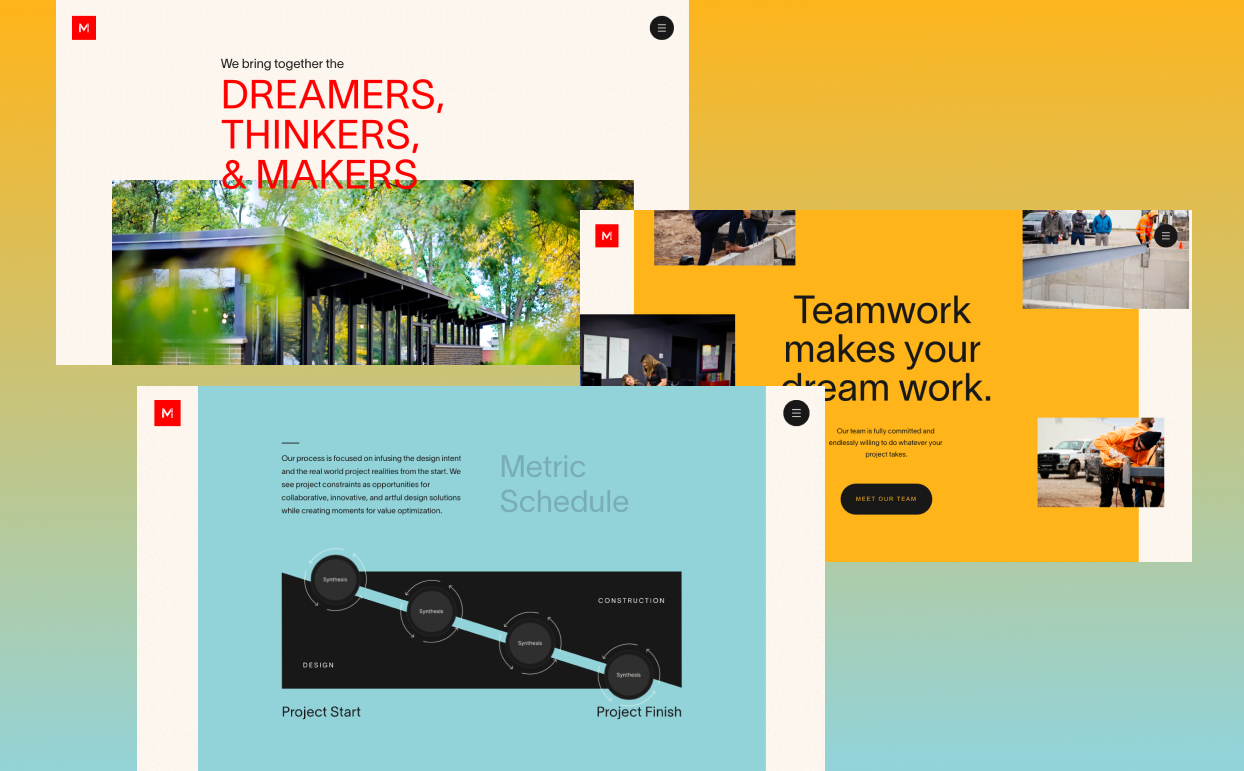 M
We bring together the
DREAMERS,
THINKERS,
& MAKERS
M
Teamwork
makes your
dream work.
Our team is fully committed and
endlessly willing to do whatever your
project takes.
MEET OUR TEAM
M
Our process is focused on infusing the design intent
and the real world project realities from the start. We
see project constraints as opportunities for
collaborative, innovative, and artful design solutions
while creating moments for value optimization.
Metric
Schedule
Synthesis
Synthesis
Synthesis
Synthesis
CONSTRUCTION
DESIGN
Project Start
Project Finish